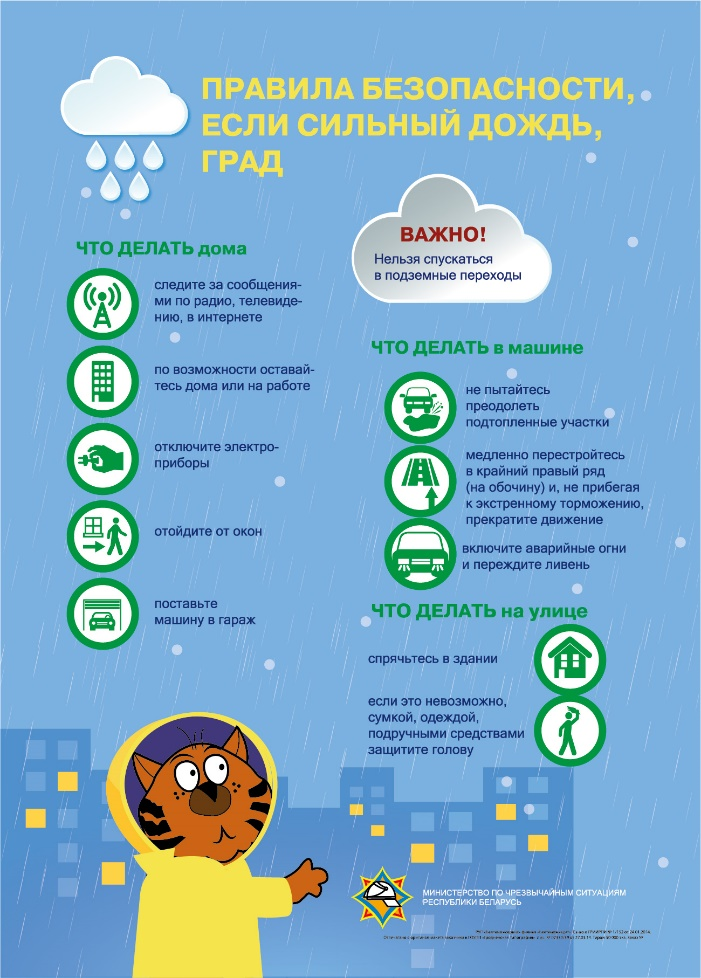 ПРАВИЛА БЕЗОПАСНОСТИ,
ЕСЛИ СИЛЬНЫЙ ДОЖДЬ,
ГРАД
ВАЖНО!
Нельзя спускаться
в подземные переходы
ЧТО ДЕЛАТЬ дома
следите за сообщения-
ми по радио, телевиде-
нию, в интернете
по возможности оставай-
тесь дома или на работе
отключите электро-
приборы
отойдите от окон
поставьте
машину в гараж
ЧТО ДЕЛАТЬ в машине
не пытайтесь
преодолеть
подтопленные участки
медленно перестройтесь
в крайний правый ряд
(на обочину) и, не прибегая
к экстренному торможению,
прекратите движение
включите аварийные огни
и переждите ливень
ЧТО ДЕЛАТЬ на улице
спрячьтесь в здании
если это невозможно,
сумкой, одеждой,
подручными средствами
защитите голову
МИНИСТЕРСТВО ПО ЧРЕЗВЫЧАЙНЫМ СИТУАЦИЯМ
РЕСПУБЛИКИ БЕЛАРУСЬ